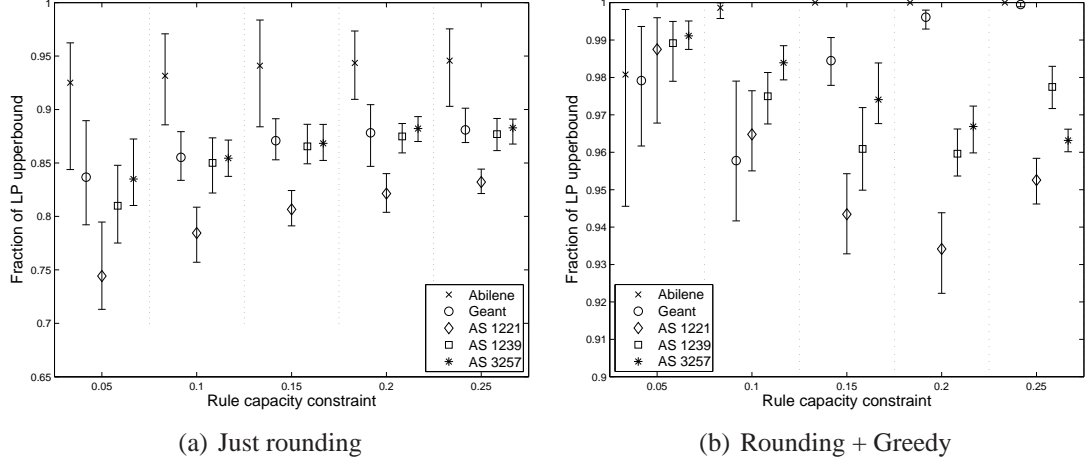 1
0.95
0.9
0.85
0.8
0.75
0.7
0.65
Fraction of LP upperbound
0.05 0.1 0.15 0.2 0.25
Rule capacity constraint
Abilene
Geant
AS 1221
AS 1239
AS 3257
(a) Just rounding
1
0.99
0.98
0.97
0.96
0.95
0.94
0.93
0.92
0.91
0.9
Fraction of LP upperbound
0.05 0.1 0.15 0.2 0.25
Rule capacity constraint
Abilene
Geant
AS 1221
AS 1239
AS 3257
(b) Rounding + Greedy